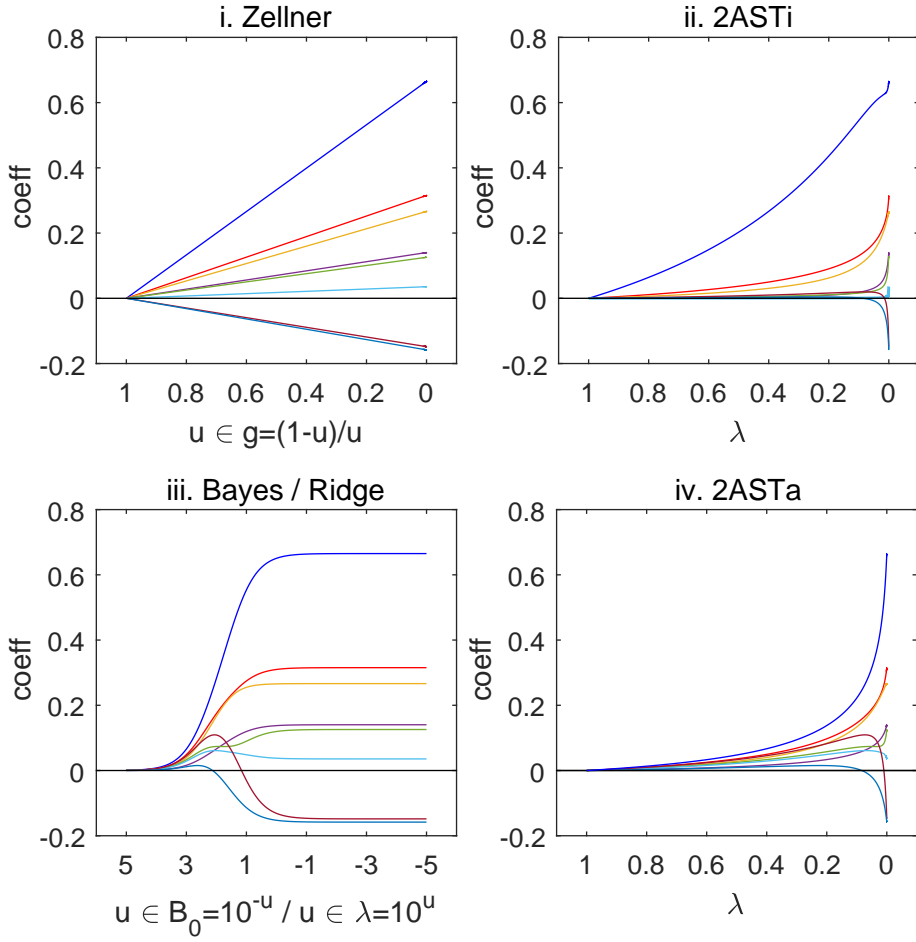 i. Zellner
0.8
0.6
0.4
0.2
0
-0.2
coeff
1 0.8 0.6 0.4 0.2 0
u ∈ g=(1-u)/u
ii. 2ASTi
0.8
0.6
0.4
0.2
0
-0.2
coeff
1 0.8 0.6 0.4 0.2 0
λ
iii. Bayes / Ridge
0.8
0.6
0.4
0.2
0
-0.2
coeff
5 3 1 -1 -3 -5
u ∈ B₀=10⁻ᵘ / u ∈ λ=10ᵘ
iv. 2ASTa
0.8
0.6
0.4
0.2
0
-0.2
coeff
1 0.8 0.6 0.4 0.2 0
λ